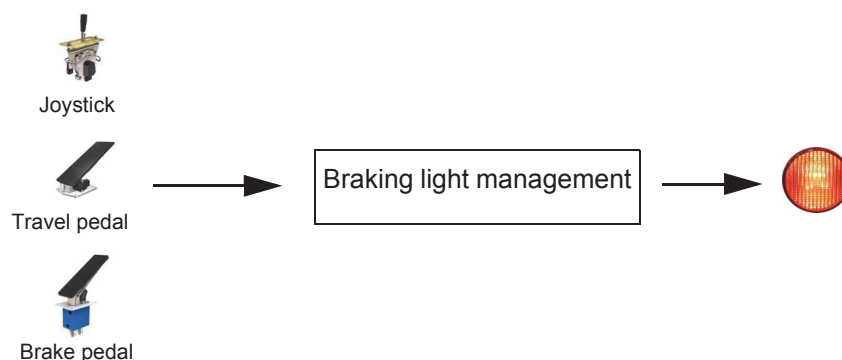 Joystick
Travel pedal
Braking light management
Brake pedal